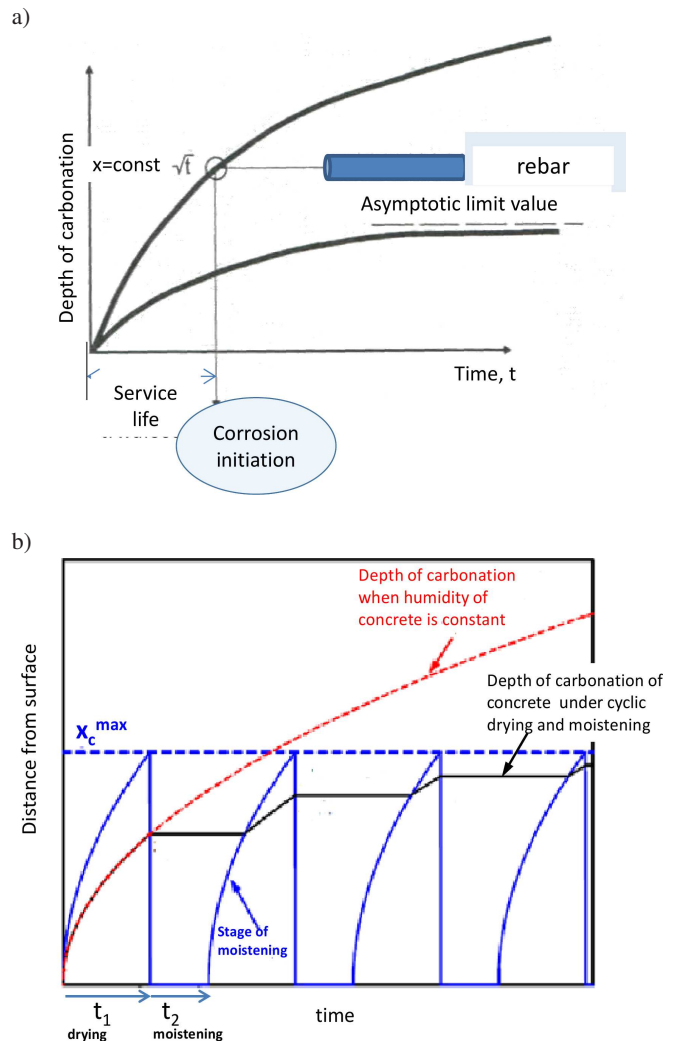 a)
Depth of carbonation
x=const √t
rebar
Asymptotic limit value
Time, t
Service
life
Corrosion
initiation
b)
Distance from surface
Depth of carbonation
when humidity of
concrete is constant
Depth of carbonation of
concrete under cyclic
drying and moistening
x_c^max
Stage of
moistening
t₁
t₂
time
drying
moistening